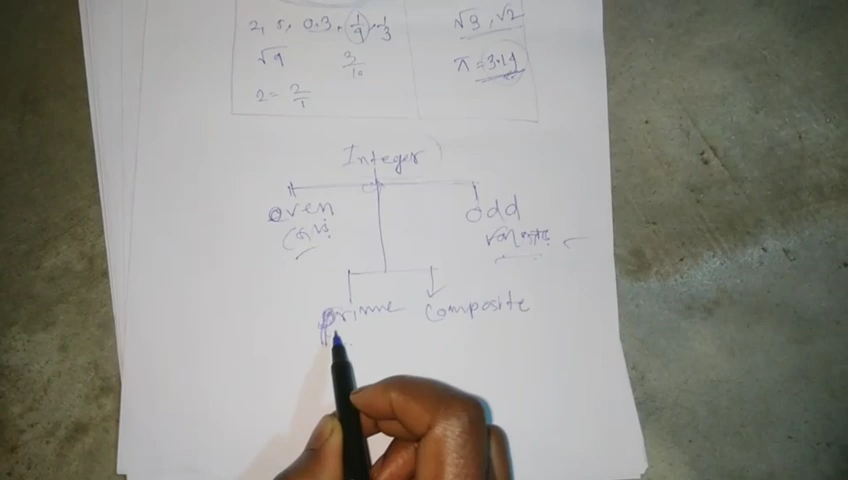 2, 5, 0.3, 1/9, 1/3
√3, √2
√9 3/10
π = 3.14
2 = 2/1
Integer
even
odd
prime
composite